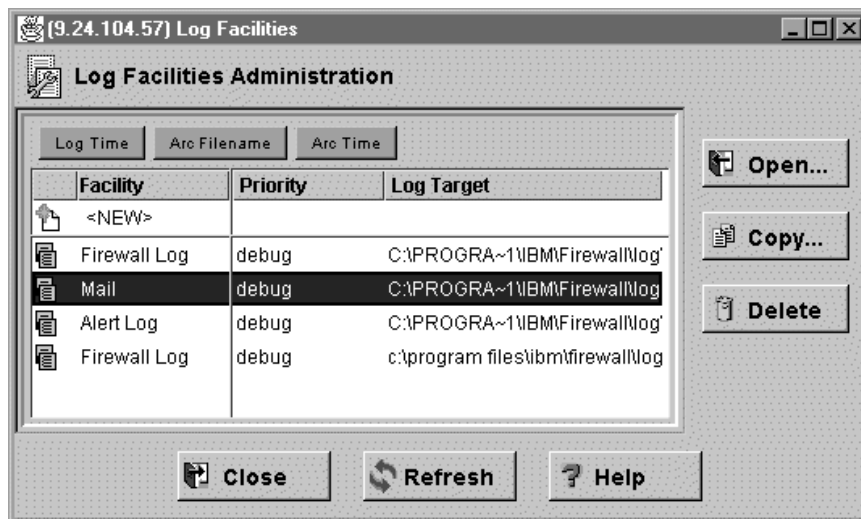 (9.24.104.57) Log Facilities
Log Facilities Administration
Log Time Arc Filename Arc Time
Facility Priority Log Target
<NEW>
Firewall Log debug C:\PROGRA~1\IBM\Firewall\log\
Mail debug C:\PROGRA~1\IBM\Firewall\log
Alert Log debug C:\PROGRA~1\IBM\Firewall\log\
Firewall Log debug c:\program files\ibm\firewall\log
Open...
Copy...
Delete
Close Refresh Help